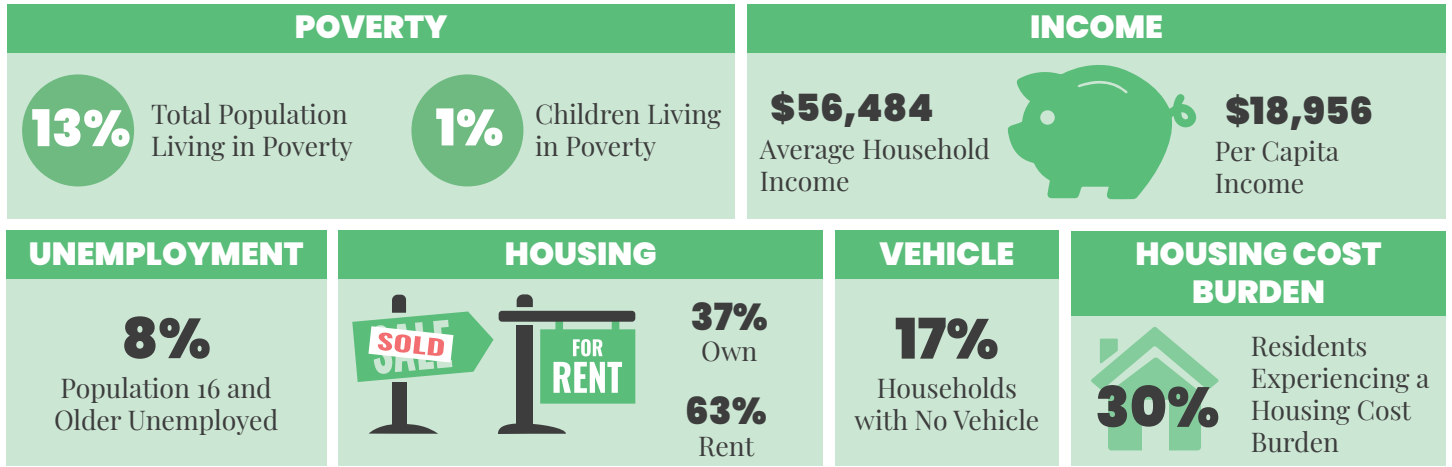 POVERTY
13%
Total Population
Living in Poverty
1%
Children Living
in Poverty
INCOME
$56,484
Average Household
Income
$18,956
Per Capita
Income
UNEMPLOYMENT
8%
Population 16 and
Older Unemployed
HOUSING
SALE
SOLD
FOR
RENT
37%
Own
63%
Rent
VEHICLE
17%
Households
with No Vehicle
HOUSING COST
BURDEN
30%
Residents
Experiencing a
Housing Cost
Burden